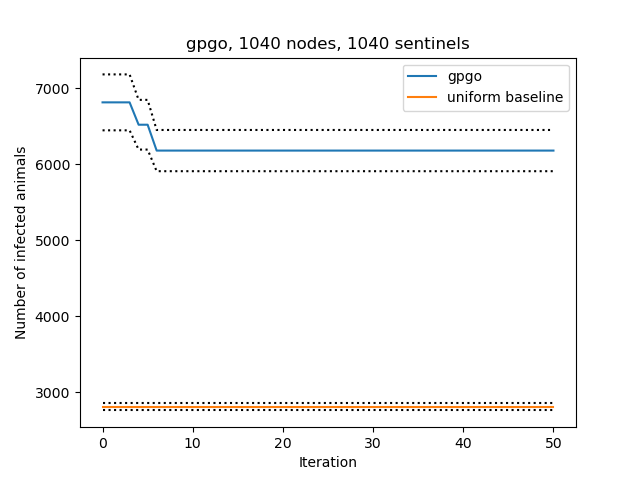 gpgo, 1040 nodes, 1040 sentinels
gpgo
uniform baseline
Number of infected animals
7000
6000
5000
4000
3000
0 10 20 30 40 50
Iteration